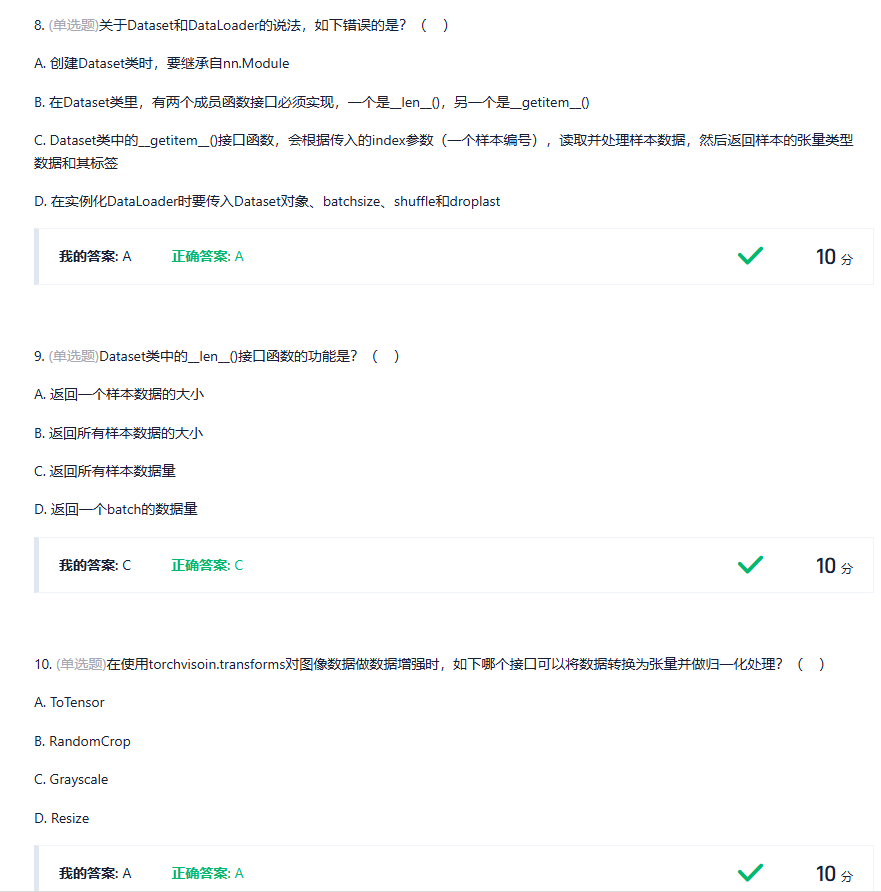 8. (单选题)关于Dataset和DataLoader的说法，如下错误的是？（ ）
A. 创建Dataset类时，要继承自nn.Module
B. 在Dataset类里，有两个成员函数接口必须实现，一个是__len__()，另一个是__getitem__()
C. Dataset类中的__getitem__()接口函数，会根据传入的index参数（一个样本编号），读取并处理样本数据，然后返回样本的张量类型
数据和其标签
D. 在实例化DataLoader时要传入Dataset对象、batchsize、shuffle和droplast
我的答案: A 正确答案: A 10 分
9. (单选题)Dataset类中的__len__()接口函数的功能是？（ ）
A. 返回一个样本数据的大小
B. 返回所有样本数据的大小
C. 返回所有样本数据量
D. 返回一个batch的数据量
我的答案: C 正确答案: C 10 分
10. (单选题)在使用torchvisoin.transforms对图像数据做数据增强时，如下哪个接口可以将数据转换为张量并做归一化处理？（ ）
A. ToTensor
B. RandomCrop
C. Grayscale
D. Resize
我的答案: A 正确答案: A 10 分